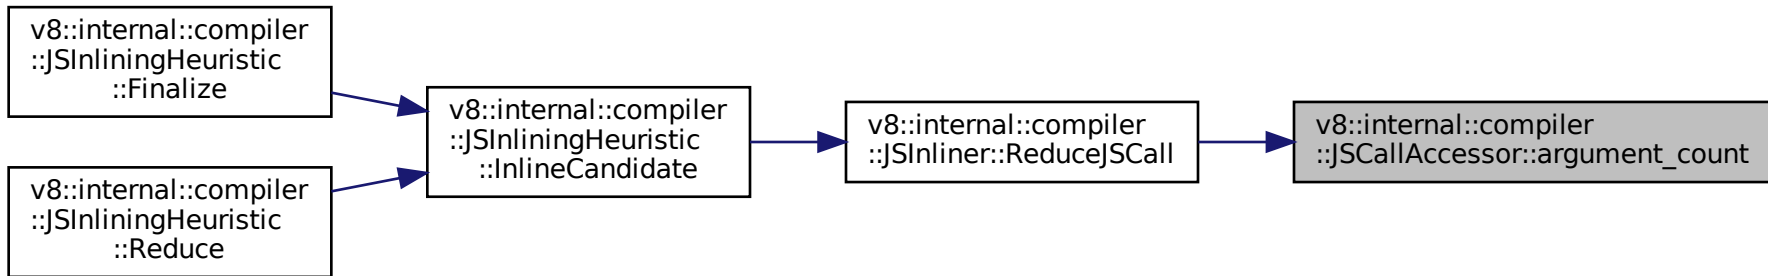 v8::internal::compiler
::JSInliningHeuristic
::Finalize
v8::internal::compiler
::JSInliningHeuristic
::Reduce
v8::internal::compiler
::JSInliningHeuristic
::InlineCandidate
v8::internal::compiler
::JSInliner::ReduceJSCall
v8::internal::compiler
::JSCallAccessor::argument_count